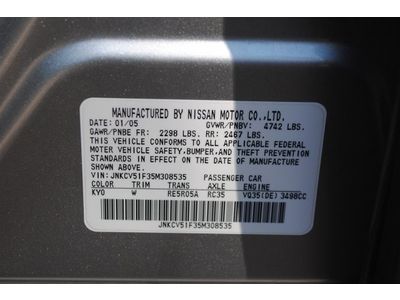 MANUFACTURED BY NISSAN MOTOR CO.,LTD.
DATE: 01/05 GVWR/PNBV: 4742 LBS.
GAWR/PNBE FR: 2298 LBS. RR: 2467 LBS.
THIS VEHICLE CONFORMS TO ALL APPLICABLE FEDERAL
MOTOR VEHICLE SAFETY,BUMPER,AND THEFT PREVENTION
STANDARDS IN EFFECT ON THE DATE OF MANUFACTURE
SHOWN ABOVE.
VIN: JNKCV51F35M308535 PASSENGER CAR
COLOR TRIM TRANS AXLE ENGINE
KY0 W RE5R05A RC35 VQ35(DE) 3498CC